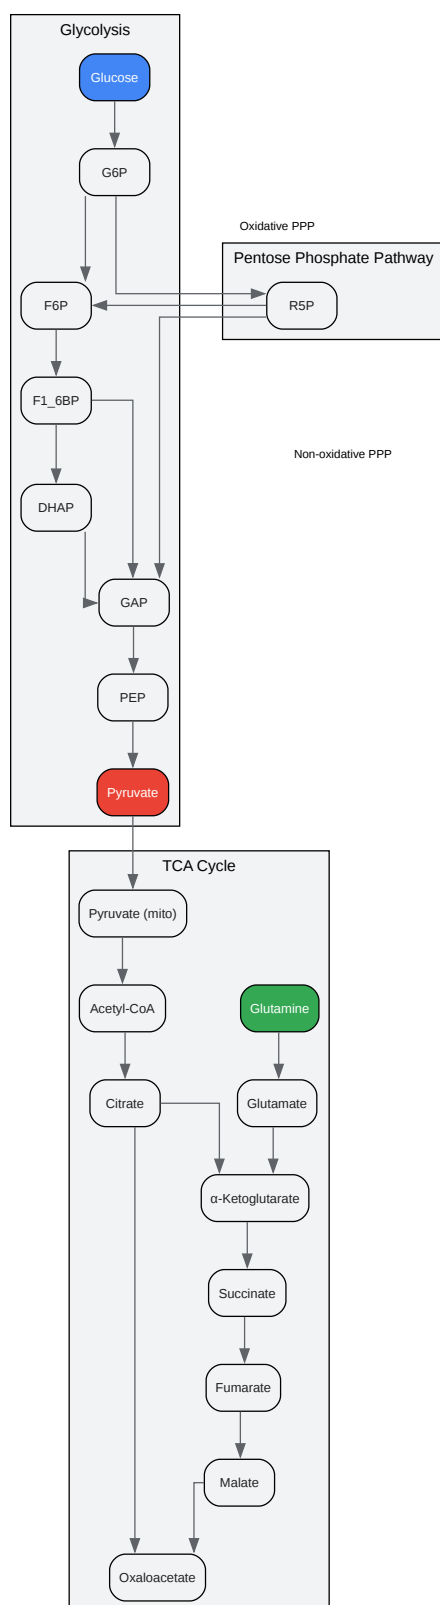 Glycolysis
Glucose
G6P
Oxidative PPP
Pentose Phosphate Pathway
F6P
R5P
F1_6BP
Non-oxidative PPP
DHAP
GAP
PEP
Pyruvate
TCA Cycle
Pyruvate (mito)
Acetyl-CoA
Glutamine
Citrate
Glutamate
α-Ketoglutarate
Succinate
Fumarate
Malate
Oxaloacetate